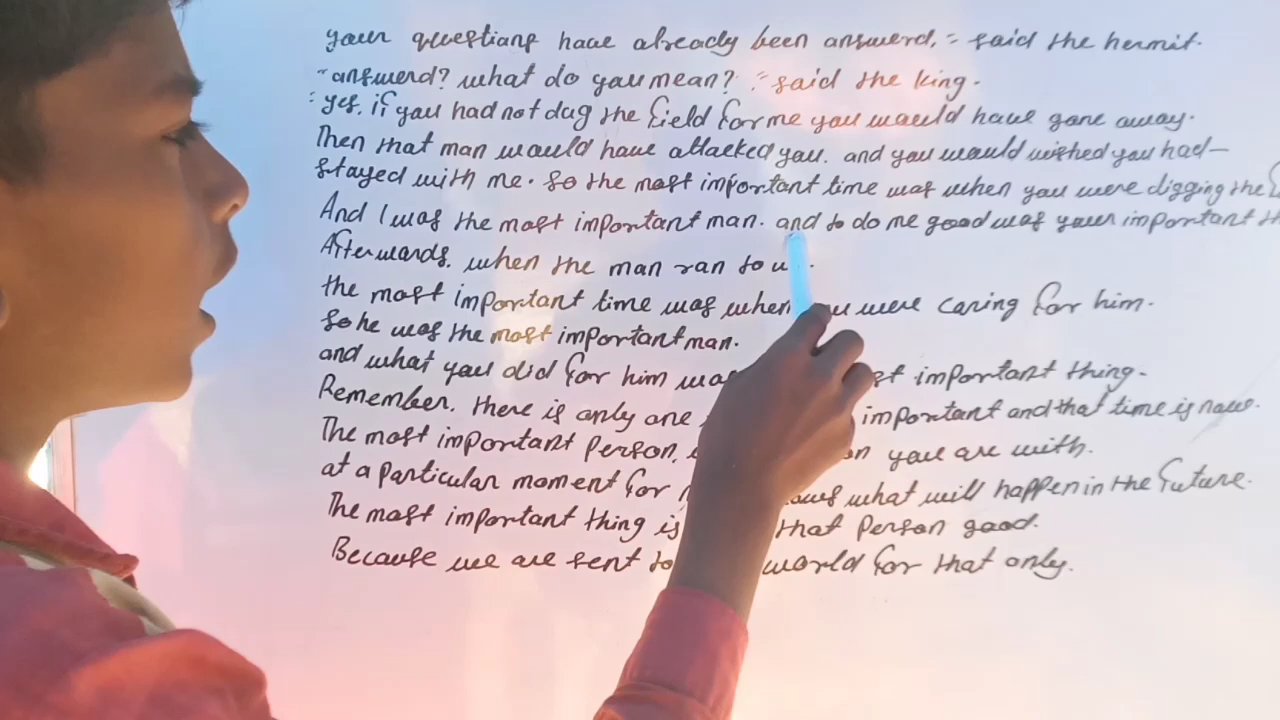 your questions have already been answerd," said the hermit.
"answerd? what do you mean? "said the king.
"yes, if you had not dug the field for me you would have gone away.
Then that man would have attacked you. and you would wished you had-
stayed with me. So the most important time was when you were digging the
And I was the most important man. and to do me good was your important
Afterwards, when the man ran to
the most important time was when you were caring for him.
So he was the most important man.
and what you did for him was important thing.
Remember, there is only one important and that time is now.
The most important Person, you are with.
at a particular moment for what will happen in the future.
The most important thing is that Person good.
Because we are sent to world for that only.